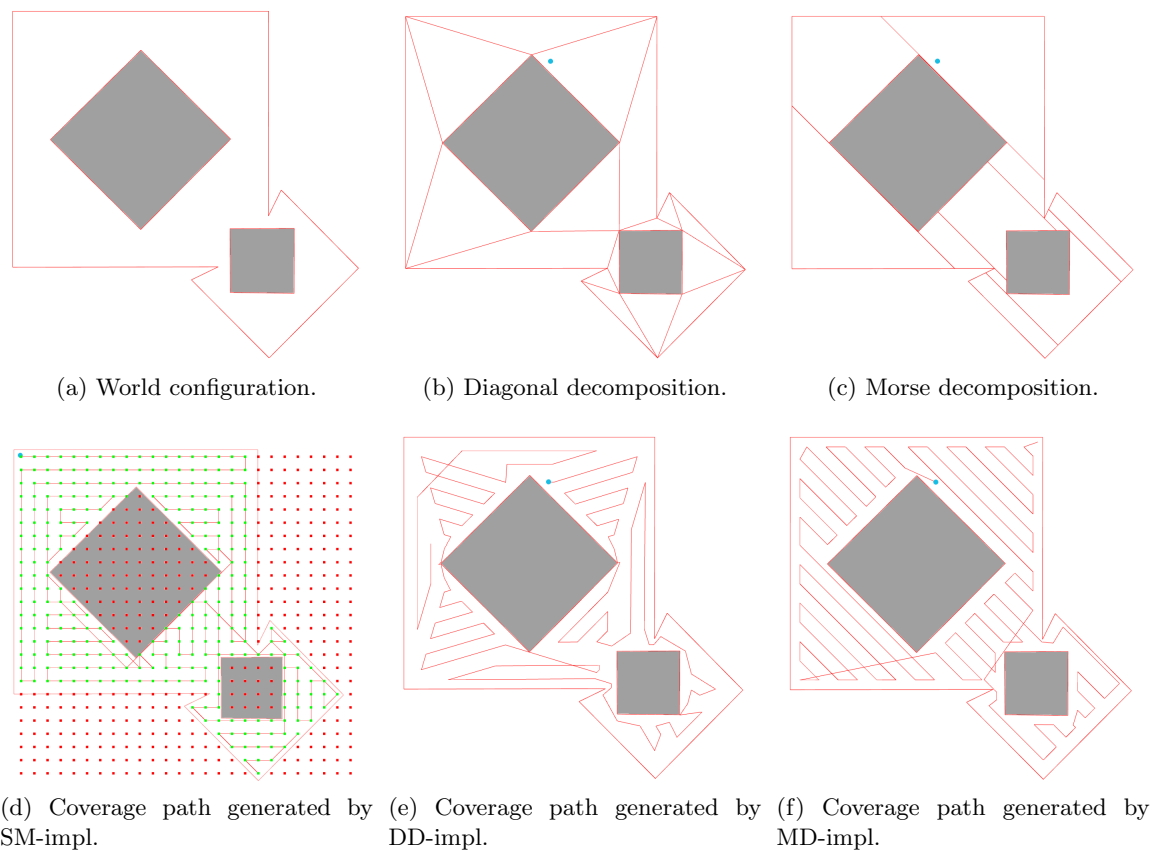 (a) World configuration.
(b) Diagonal decomposition.
(c) Morse decomposition.
(d) Coverage path generated by
SM-impl.
(e) Coverage path generated by
DD-impl.
(f) Coverage path generated by
MD-impl.